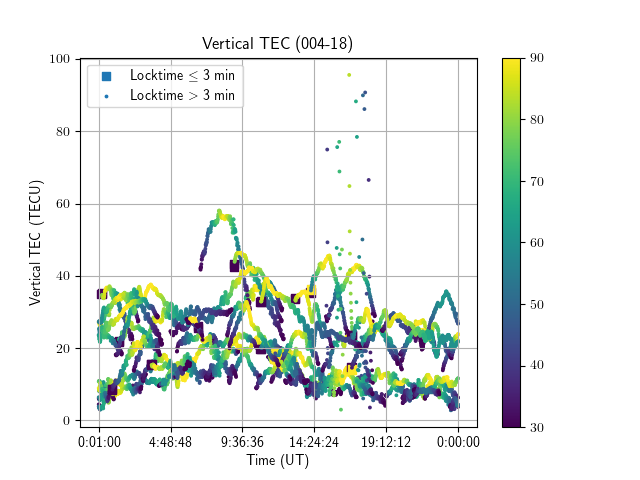 Vertical TEC (004-18)
Locktime ≤ 3 min
Locktime > 3 min
Vertical TEC (TECU)
100
80
60
40
20
0
0:01:00 4:48:48 9:36:36 14:24:24 19:12:12 0:00:00
Time (UT)
90
80
70
60
50
40
30